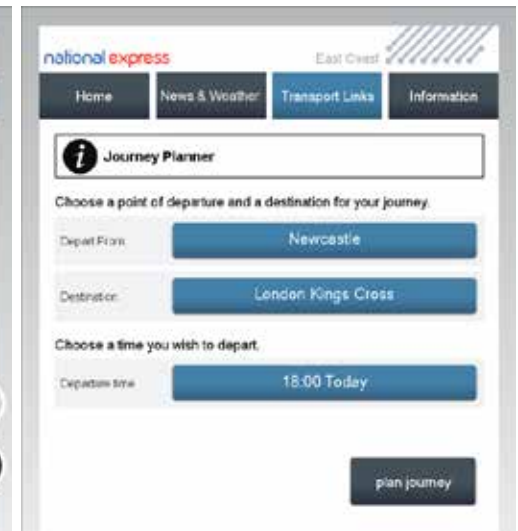 national express
East Coast
Home News & Weather Transport Links Information
i Journey Planner
Choose a point of departure and a destination for your journey.
Depart From Newcastle
Destination London Kings Cross
Choose a time you wish to depart.
Departure time 18:00 Today
plan journey